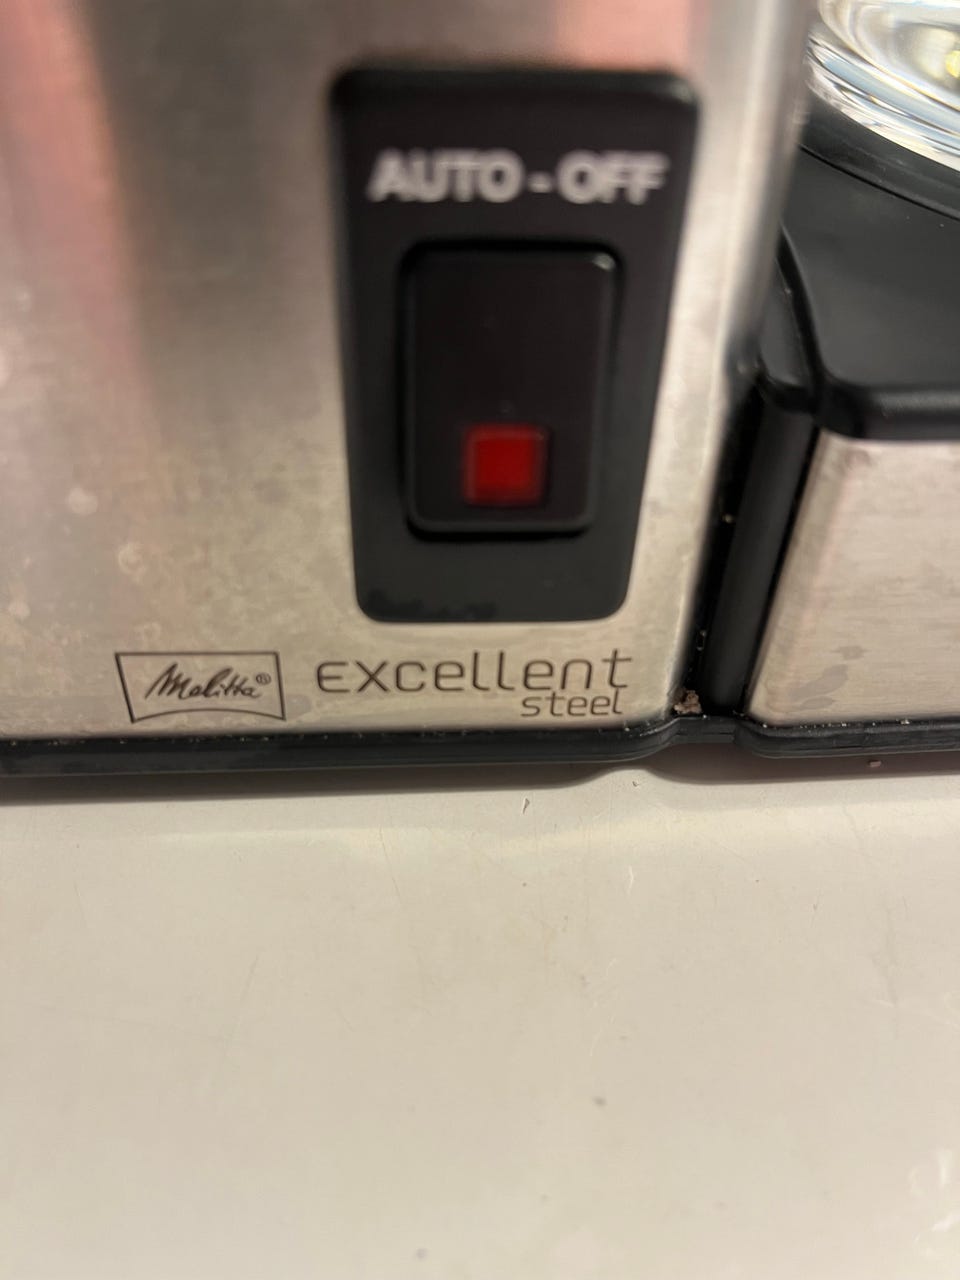 AUTO - OFF
Melitta®
excellent
steel